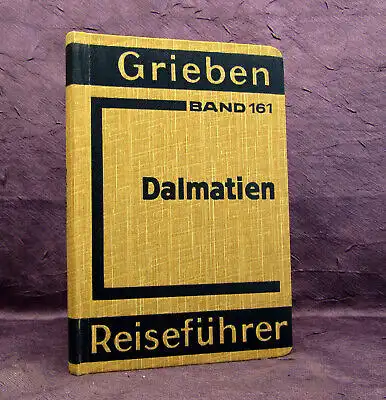 Grieben
BAND 161
Dalmatien
Reiseführer